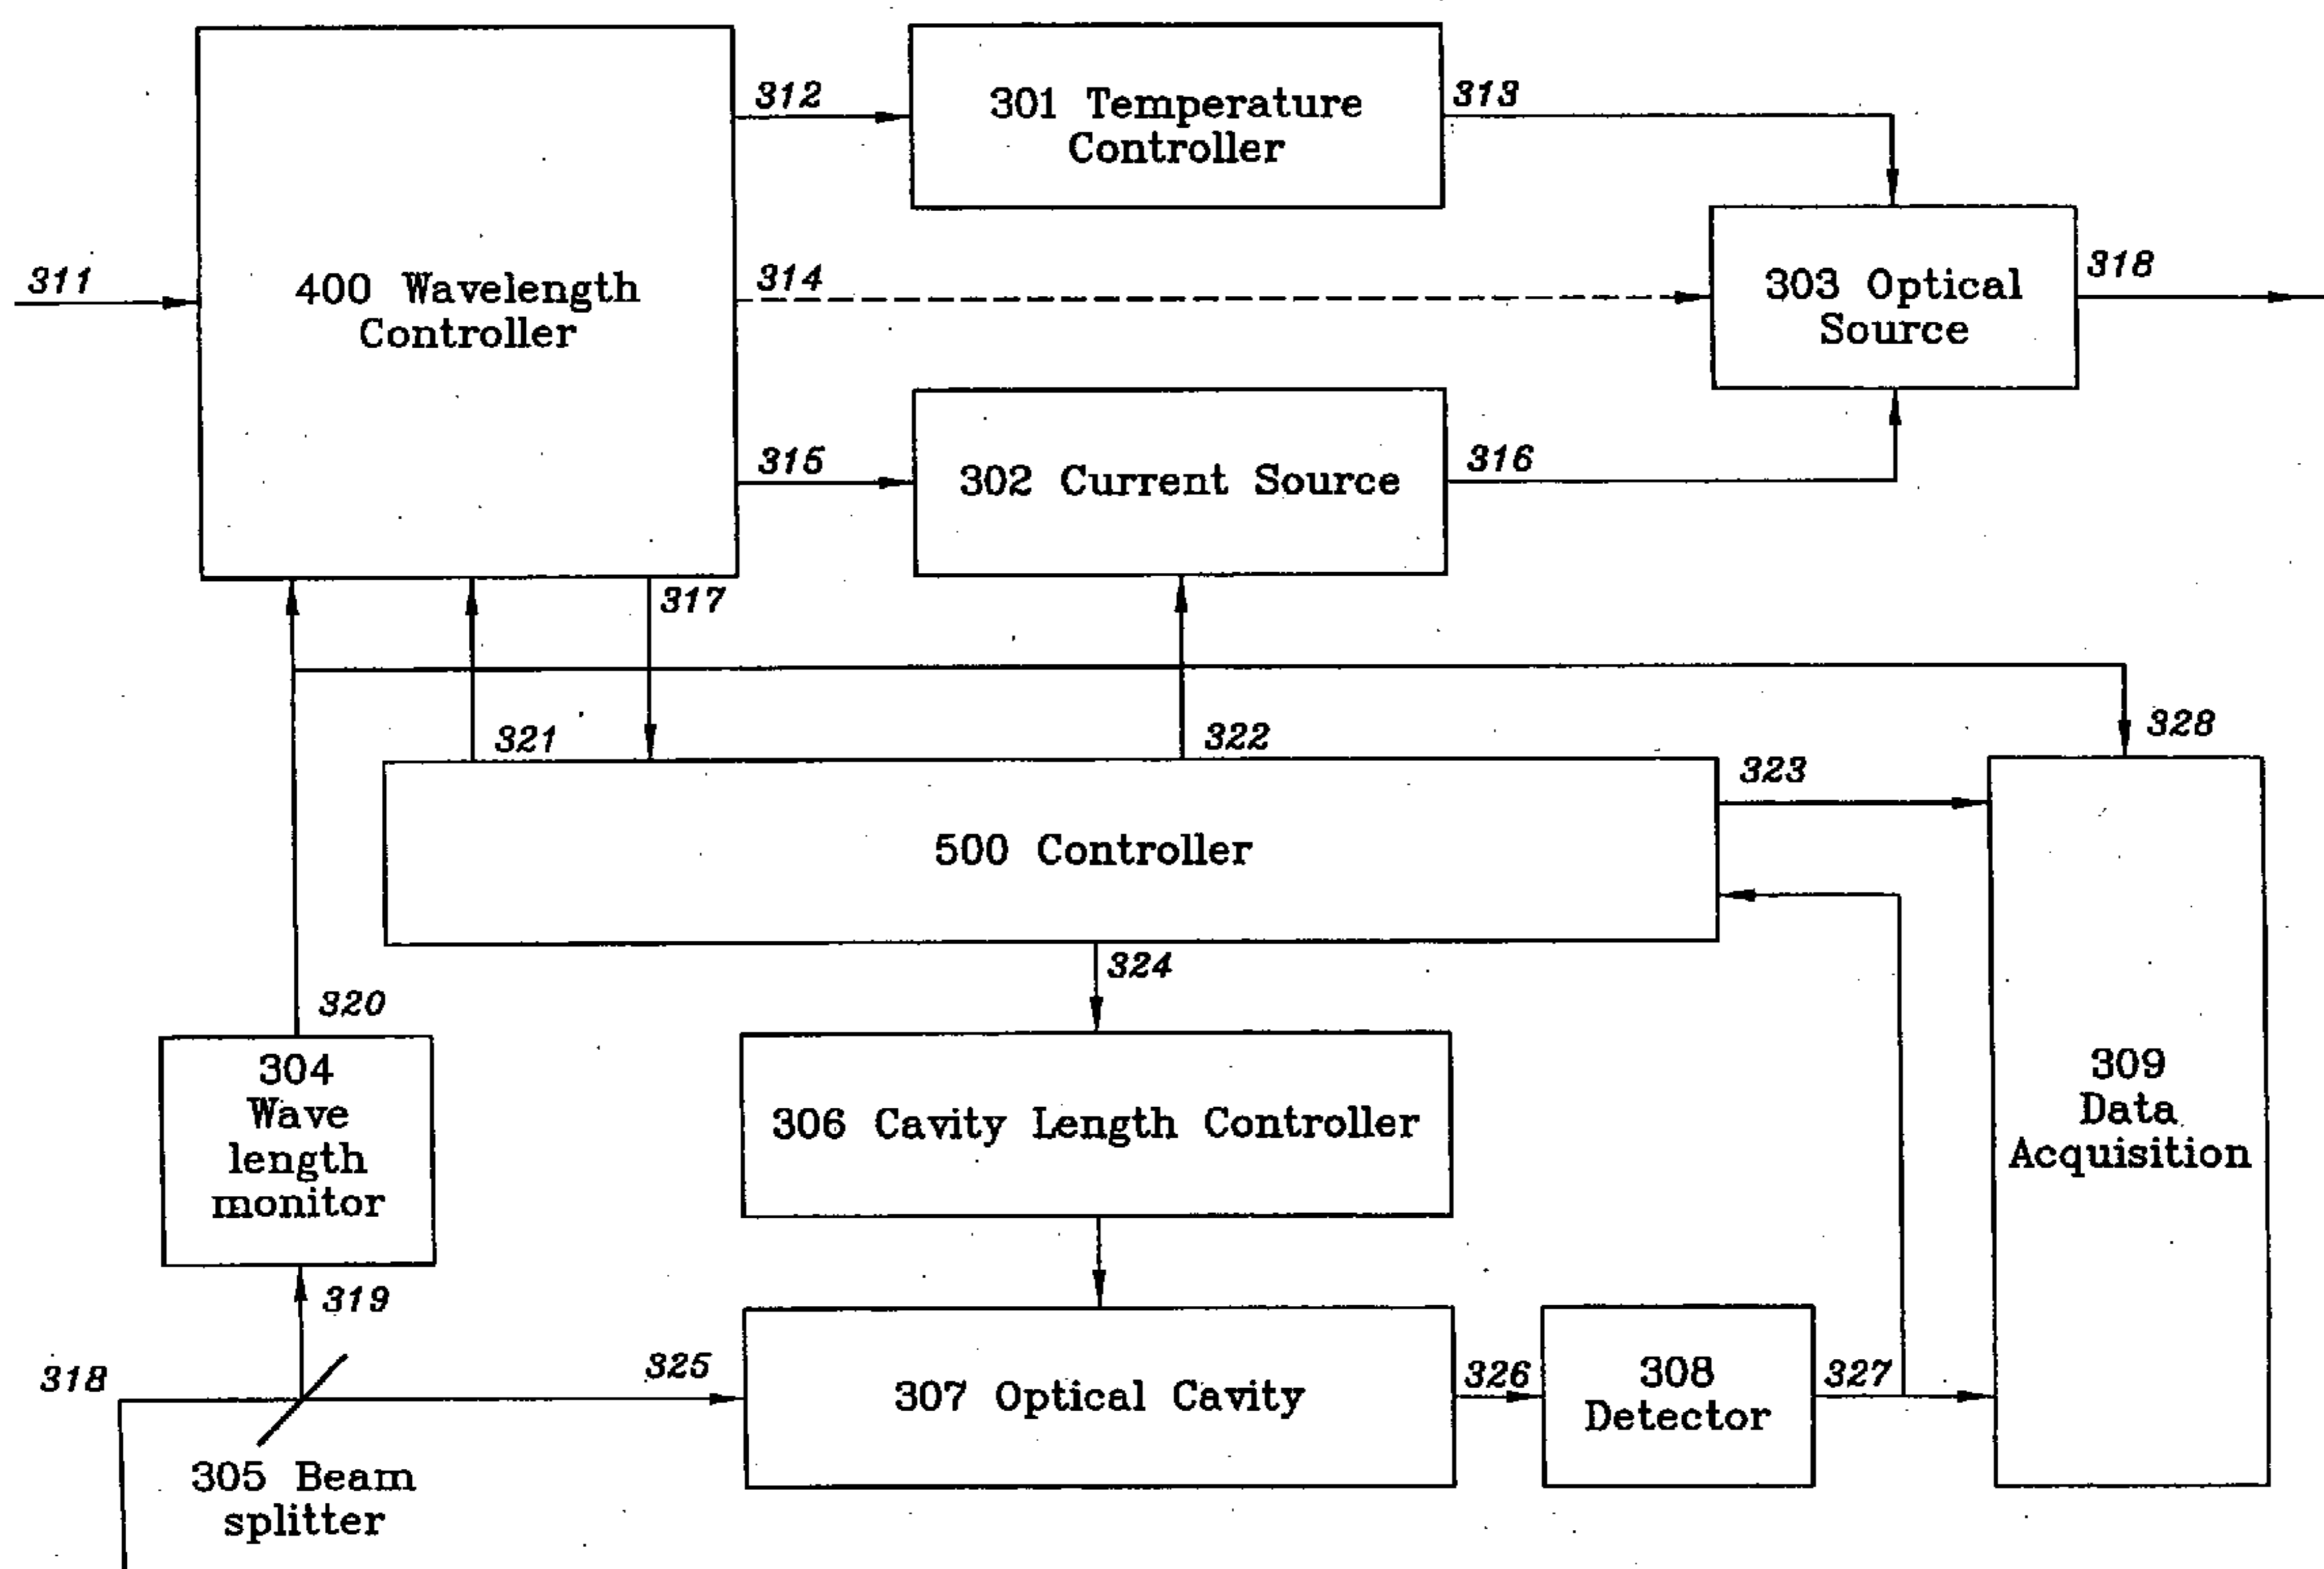 312
301 Temperature
Controller
313
311
400 Wavelength
Controller
314
303 Optical
Source
318
315
302 Current Source
316
317
321
322
328
323
500 Controller
324
320
304
Wave
length
monitor
306 Cavity Length Controller
309
Data
Acquisition
319
318
325
307 Optical Cavity
326
308
Detector
327
305 Beam
splitter